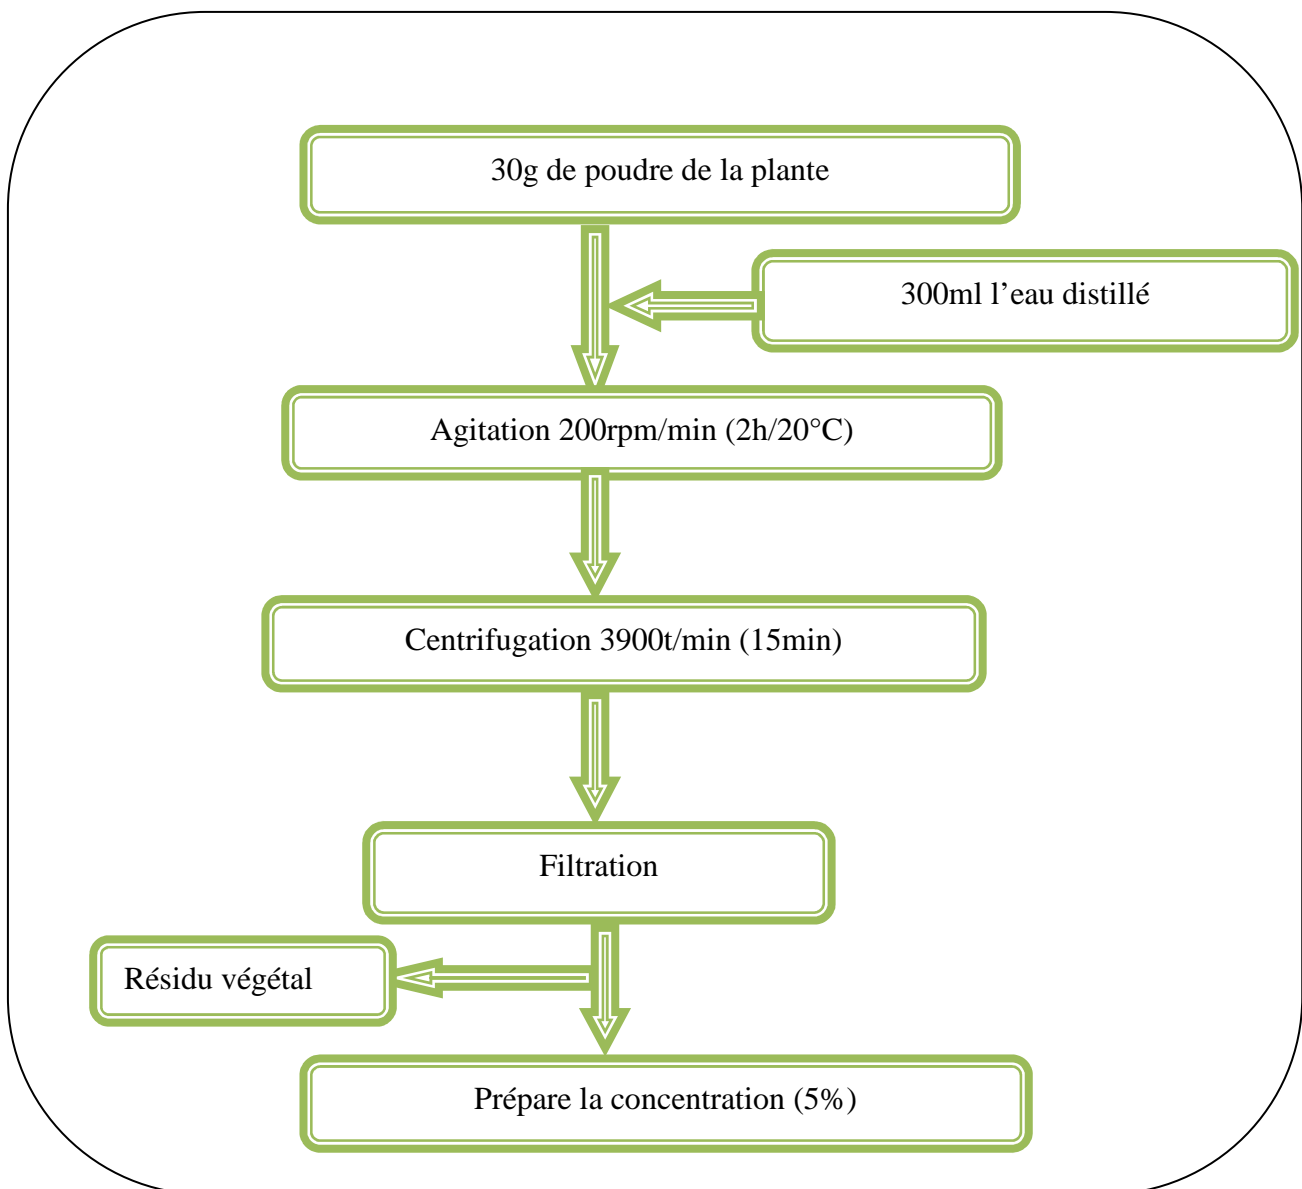 30g de poudre de la plante
300ml l’eau distillé
Agitation 200rpm/min (2h/20°C)
Centrifugation 3900t/min (15min)
Filtration
Résidu végétal
Prépare la concentration (5%)